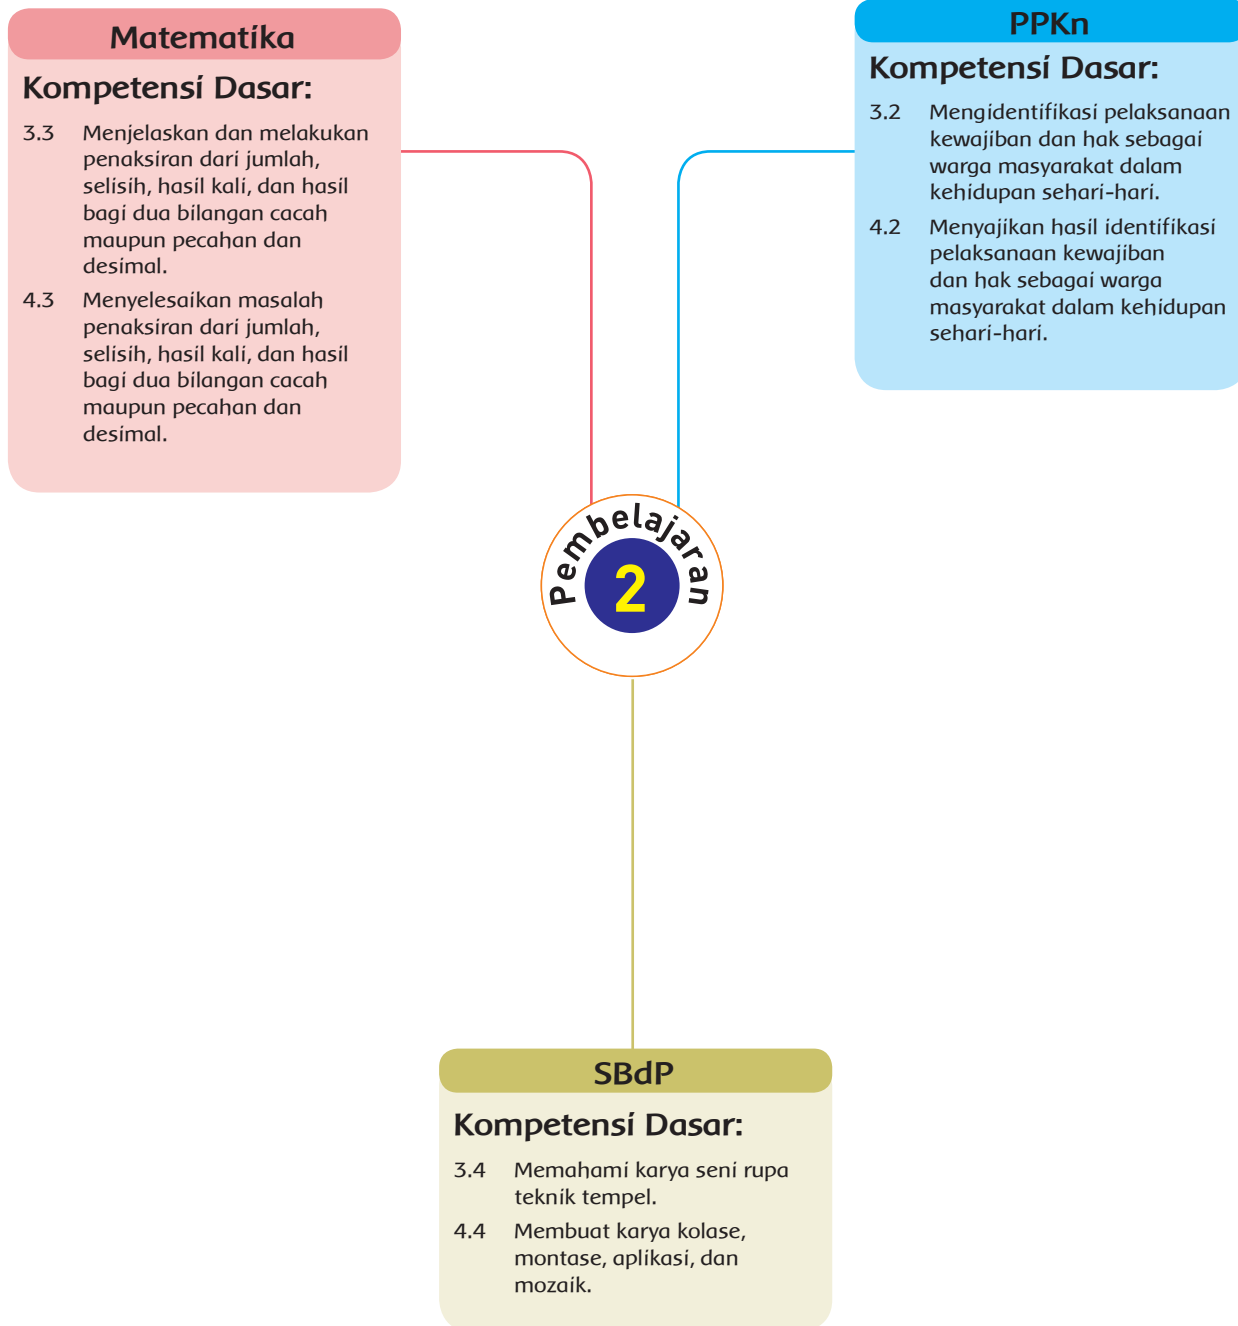 Matematika
Kompetensi Dasar:
3.3 Menjelaskan dan melakukan
penaksiran dari jumlah,
selisih, hasil kali, dan hasil
bagi dua bilangan cacah
maupun pecahan dan
desimal.
4.3 Menyelesaikan masalah
penaksiran dari jumlah,
selisih, hasil kali, dan hasil
bagi dua bilangan cacah
maupun pecahan dan
desimal.
PPKn
Kompetensi Dasar:
3.2 Mengidentifikasi pelaksanaan
kewajiban dan hak sebagai
warga masyarakat dalam
kehidupan sehari-hari.
4.2 Menyajikan hasil identifikasi
pelaksanaan kewajiban
dan hak sebagai warga
masyarakat dalam kehidupan
sehari-hari.
Pembelajaran
2
SBdP
Kompetensi Dasar:
3.4 Memahami karya seni rupa
teknik tempel.
4.4 Membuat karya kolase,
montase, aplikasi, dan
mozaik.